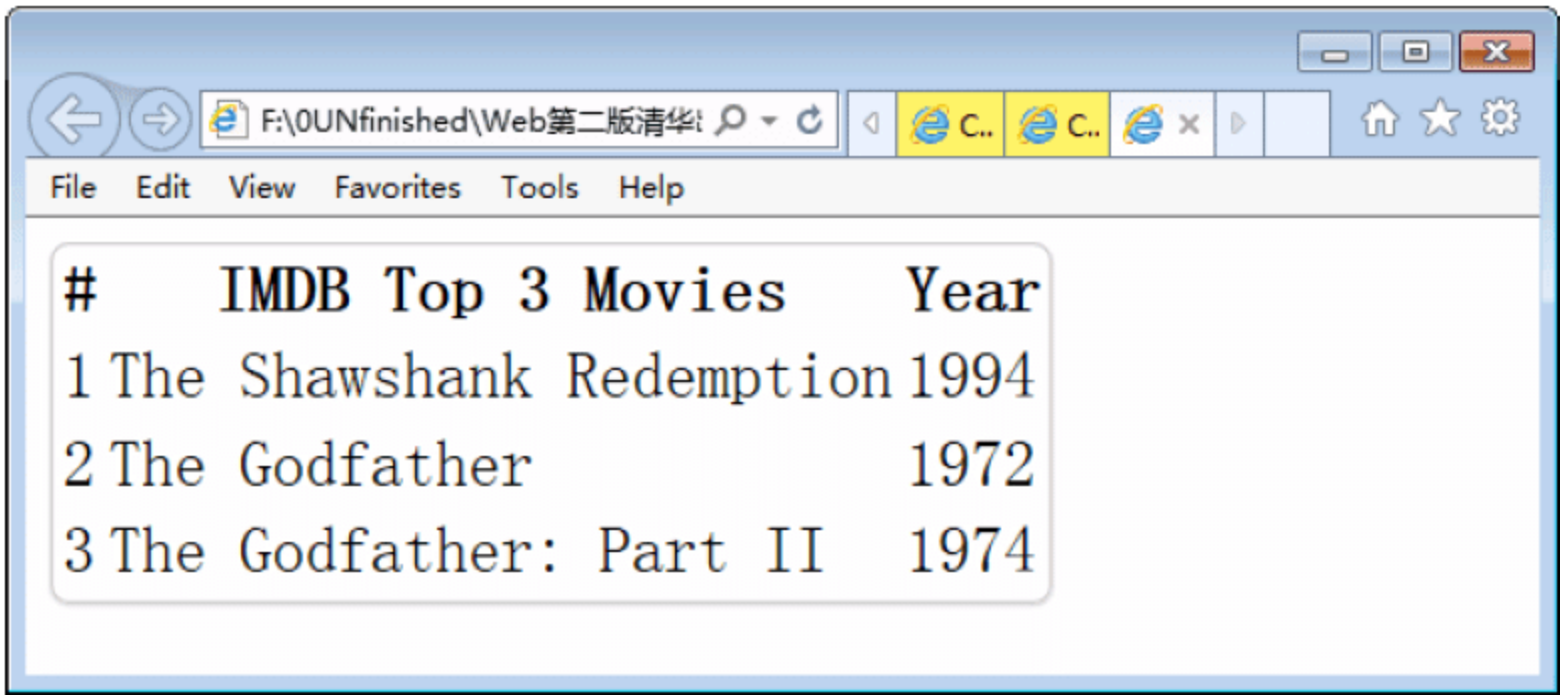 F:\0UNfinished\Web第二版清华 C.. C..
File Edit View Favorites Tools Help
# IMDB Top 3 Movies Year
1 The Shawshank Redemption 1994
2 The Godfather 1972
3 The Godfather: Part II 1974